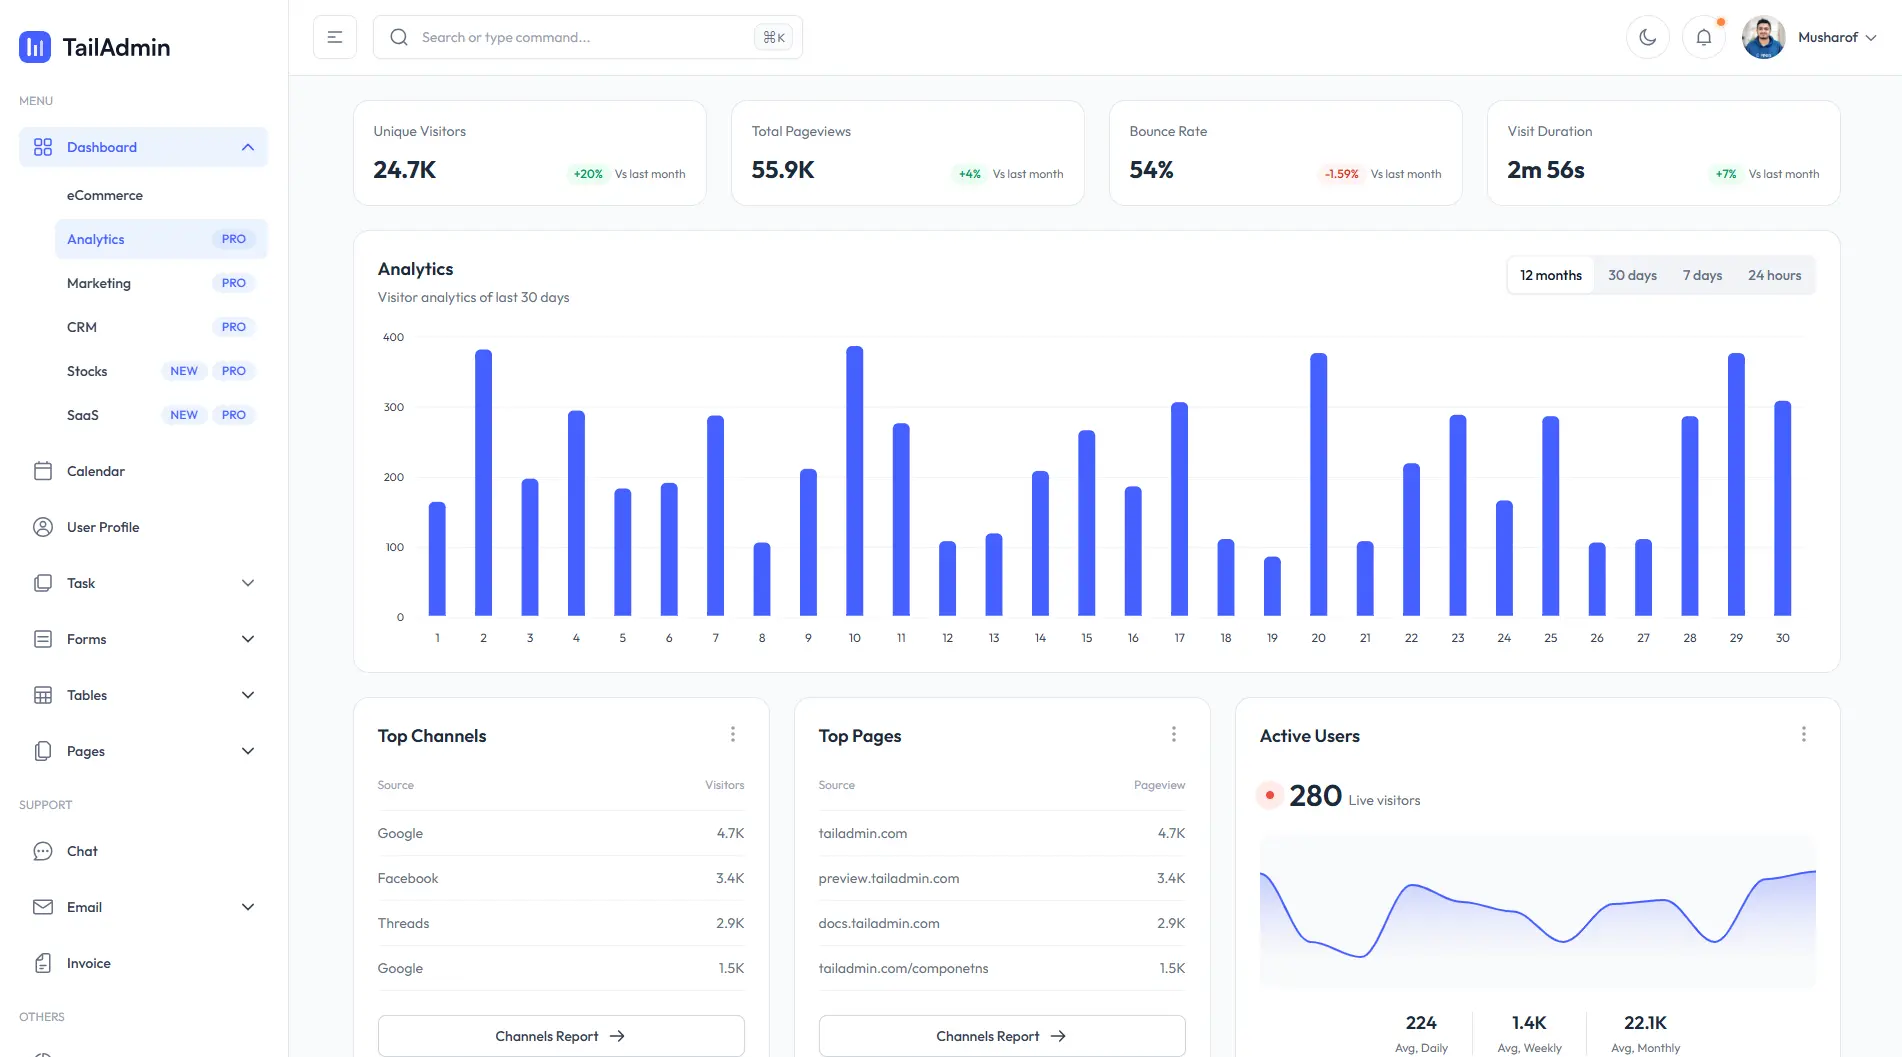 TailAdmin
Search or type command...
⌘K
Musharof
MENU
Dashboard
eCommerce
Analytics PRO
Marketing PRO
CRM PRO
Stocks NEW PRO
SaaS NEW PRO
Calendar
User Profile
Task
Forms
Tables
Pages
SUPPORT
Chat
Email
Invoice
OTHERS
Unique Visitors
24.7K +20% Vs last month
Total Pageviews
55.9K +4% Vs last month
Bounce Rate
54% -1.59% Vs last month
Visit Duration
2m 56s +7% Vs last month
Analytics
Visitor analytics of last 30 days
12 months 30 days 7 days 24 hours
400
300
200
100
0
1 2 3 4 5 6 7 8 9 10 11 12 13 14 15 16 17 18 19 20 21 22 23 24 25 26 27 28 29 30
Top Channels
Source Visitors
Google 4.7K
Facebook 3.4K
Threads 2.9K
Google 1.5K
Channels Report →
Top Pages
Source Pageview
tailadmin.com 4.7K
preview.tailadmin.com 3.4K
docs.tailadmin.com 2.9K
tailadmin.com/componetns 1.5K
Channels Report →
Active Users
280 Live visitors
224 1.4K 22.1K
Avg, Daily Avg, Weekly Avg, Monthly